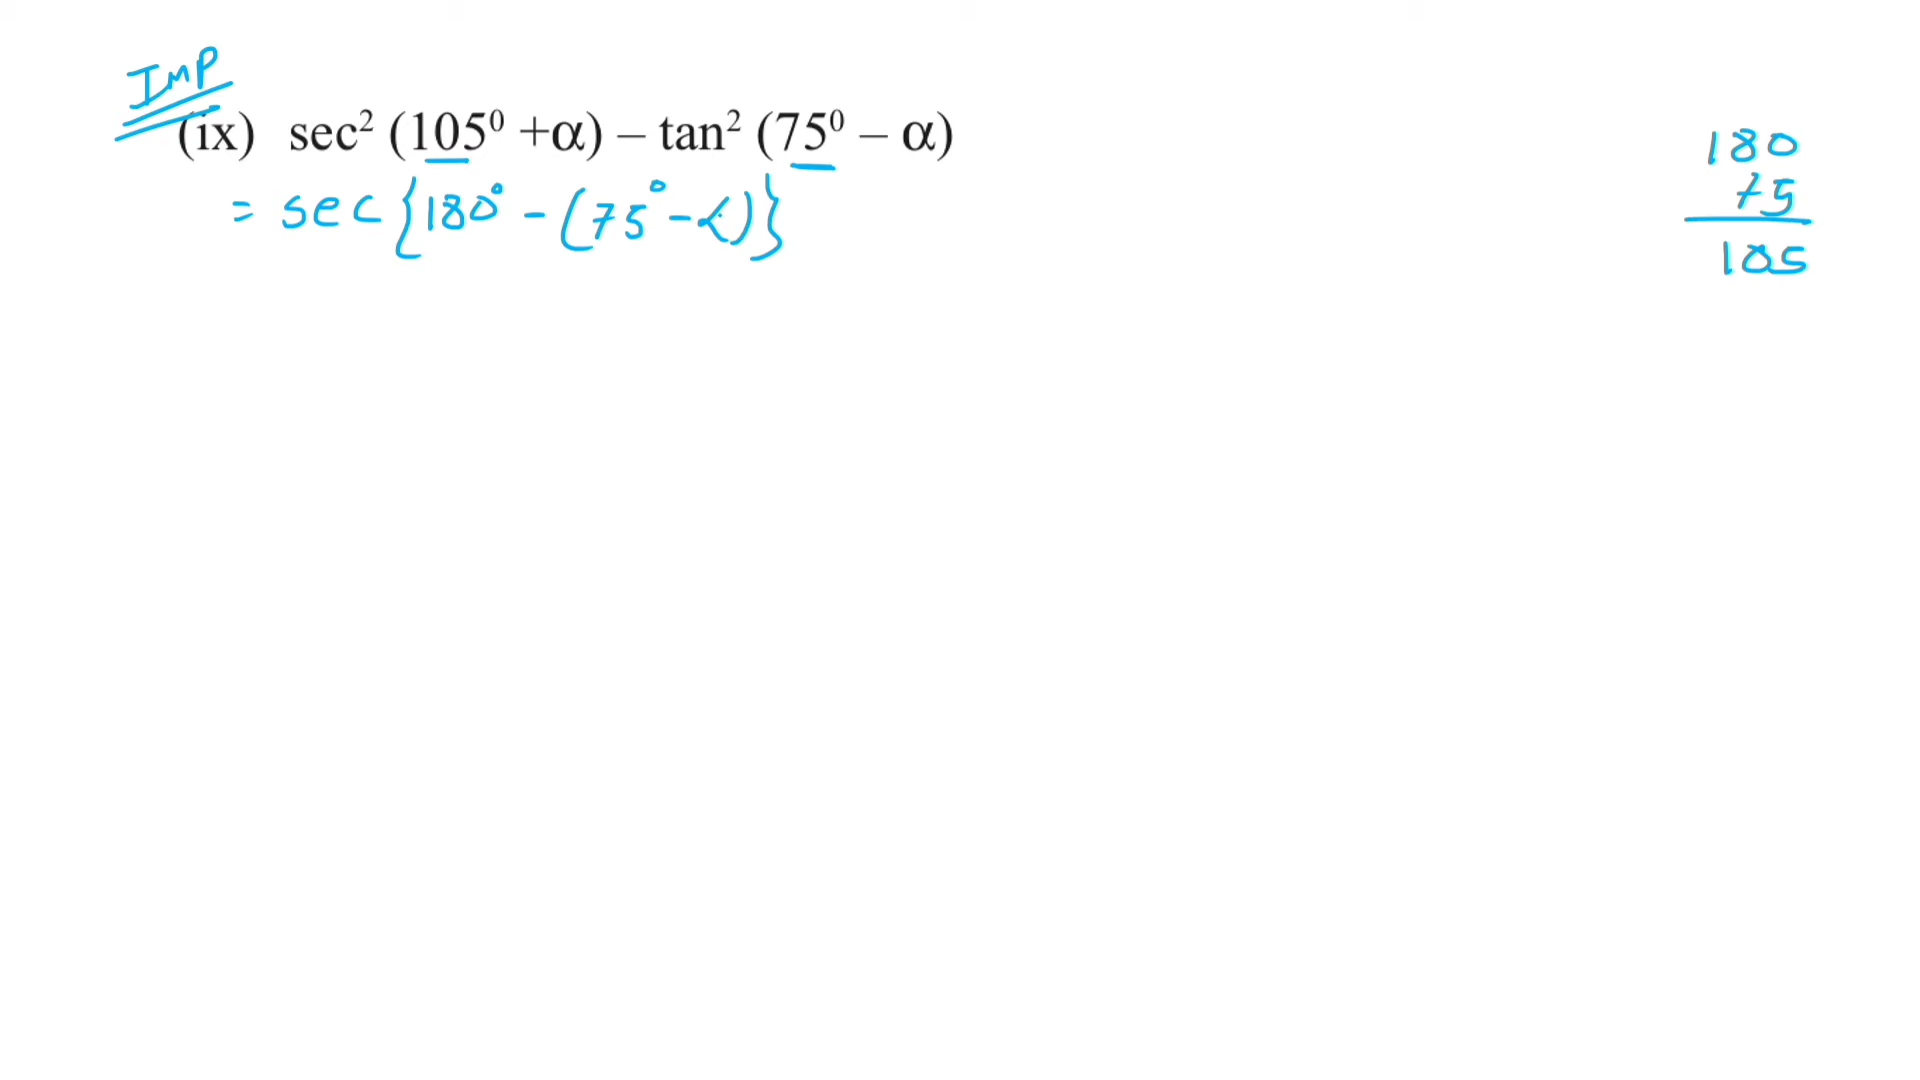 IMP
(ix) sec² (105⁰ +α) – tan² (75⁰ – α)
= sec{180° - (75° - α)}
180
75
105